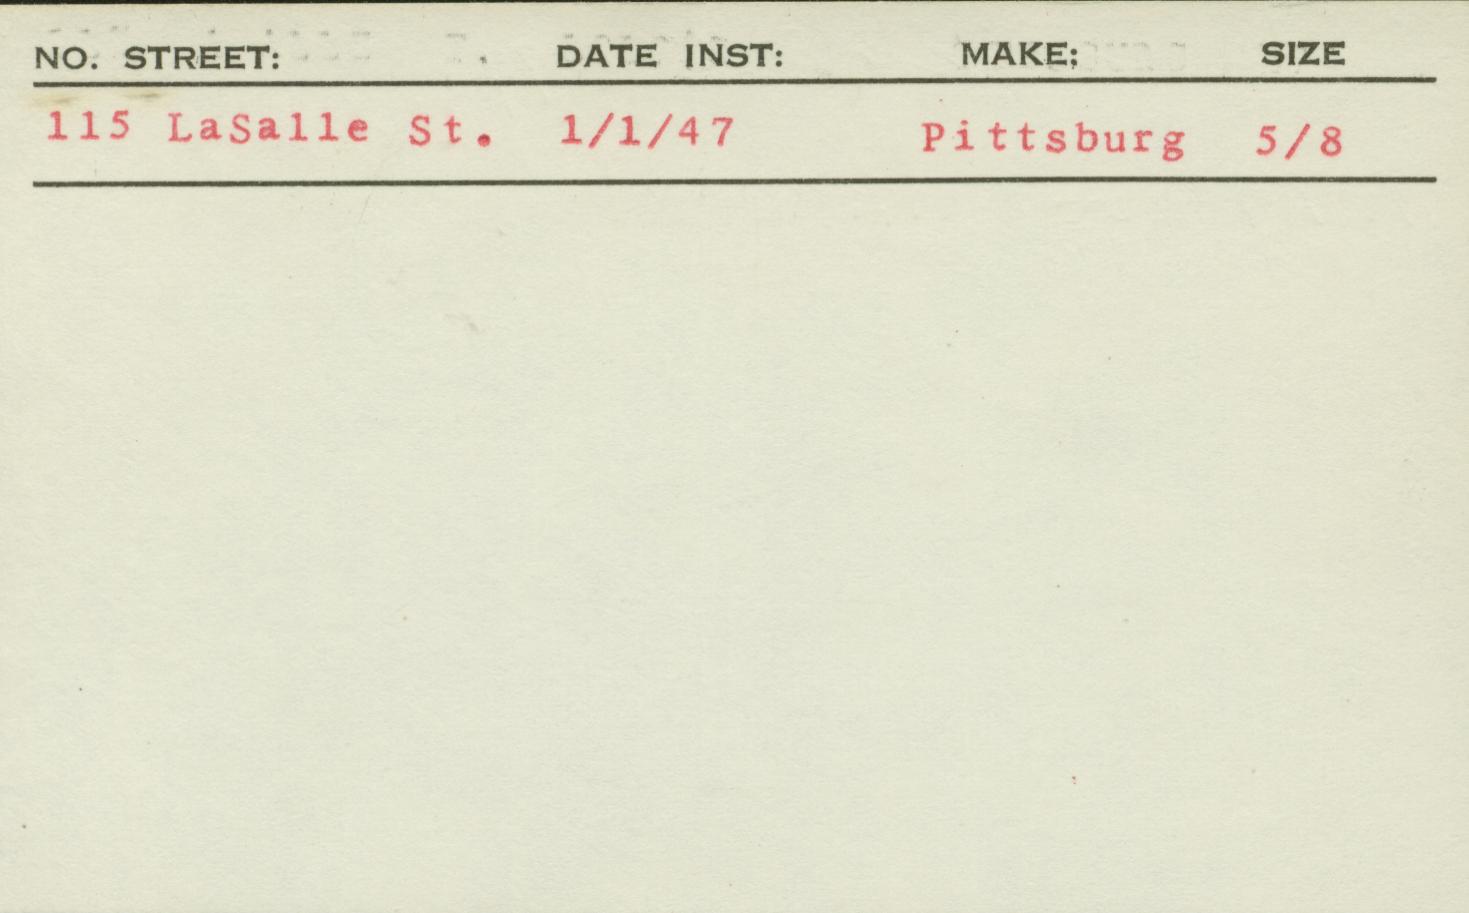 NO. STREET: DATE INST: MAKE; SIZE
115 LaSalle St. 1/1/47 Pittsburg 5/8